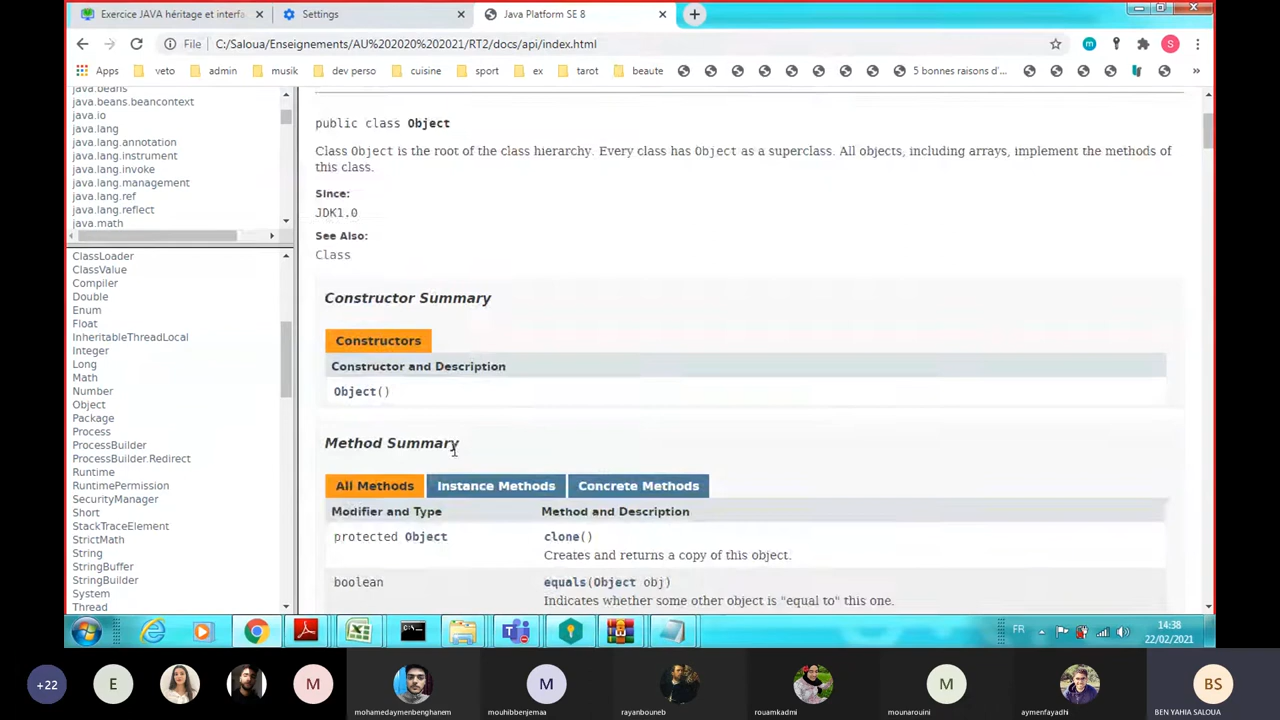 Exercice JAVA héritage et interfa
Settings
Java Platform SE 8
File
C:/Saloua/Enseignements/AU%202020%202021/RT2/docs/api/index.html
m
S
Apps
veto
admin
musik
dev perso
cuisine
sport
ex
tarot
beaute
5 bonnes raisons d'...
»
java.beans
java.beans.beancontext
java.io
java.lang
java.lang.annotation
java.lang.instrument
java.lang.invoke
java.lang.management
java.lang.ref
java.lang.reflect
java.math
ClassLoader
ClassValue
Compiler
Double
Enum
Float
InheritableThreadLocal
Integer
Long
Math
Number
Object
Package
Process
ProcessBuilder
ProcessBuilder.Redirect
Runtime
RuntimePermission
SecurityManager
Short
StackTraceElement
StrictMath
String
StringBuffer
StringBuilder
System
Thread
public class Object
Class Object is the root of the class hierarchy. Every class has Object as a superclass. All objects, including arrays, implement the methods of
this class.
Since:
JDK1.0
See Also:
Class
Constructor Summary
Constructors
Constructor and Description
Object()
Method Summary
All Methods
Instance Methods
Concrete Methods
Modifier and Type
Method and Description
protected Object
clone()
Creates and returns a copy of this object.
boolean
equals(Object obj)
Indicates whether some other object is "equal to" this one.
FR
14:38
22/02/2021
+22
E
M
mohamedaymenbenghanem
M
mouhibbenjemaa
rayanbouneb
rouamkadmi
M
mounarouini
aymenfayadhi
BS
BEN YAHIA SALOUA